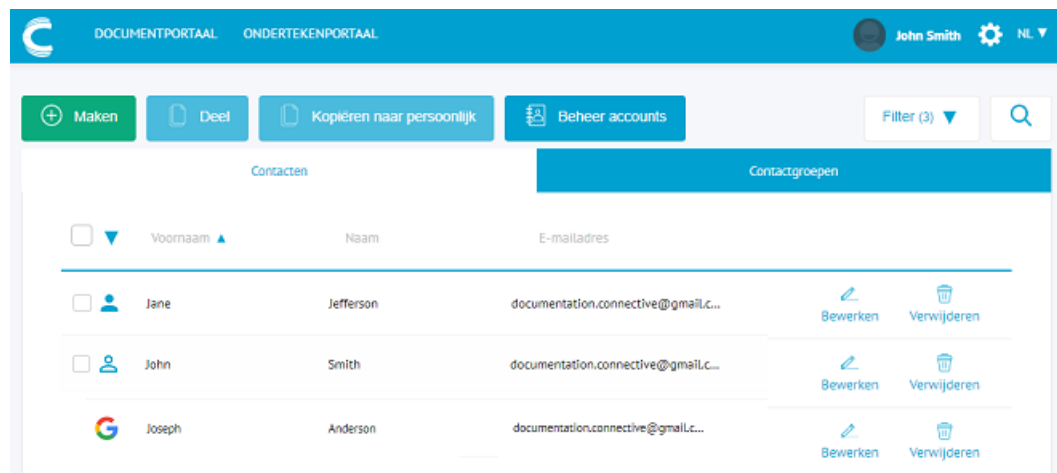 DOCUMENTPORTAAL ONDERTEKENPORTAAL John Smith NL
Maken Deel Kopiëren naar persoonlijk Beheer accounts Filter (3)
Contacten Contactgroepen
Voornaam Naam E-mailadres
Jane Jefferson documentation.connective@gmail.c... Bewerken Verwijderen
John Smith documentation.connective@gmail.c... Bewerken Verwijderen
Joseph Anderson documentation.connective@gmail.c... Bewerken Verwijderen